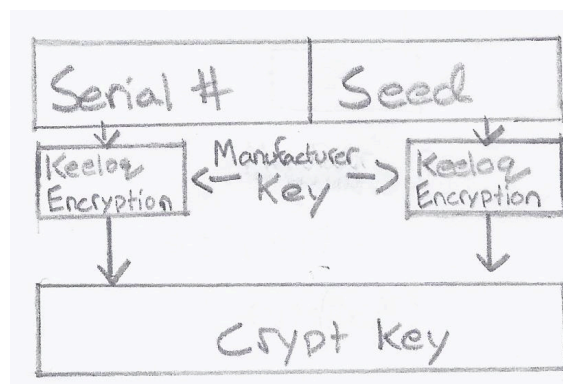 Serial # Seed
Keeloq Encryption
Manufacturer Key
Keeloq Encryption
Crypt Key